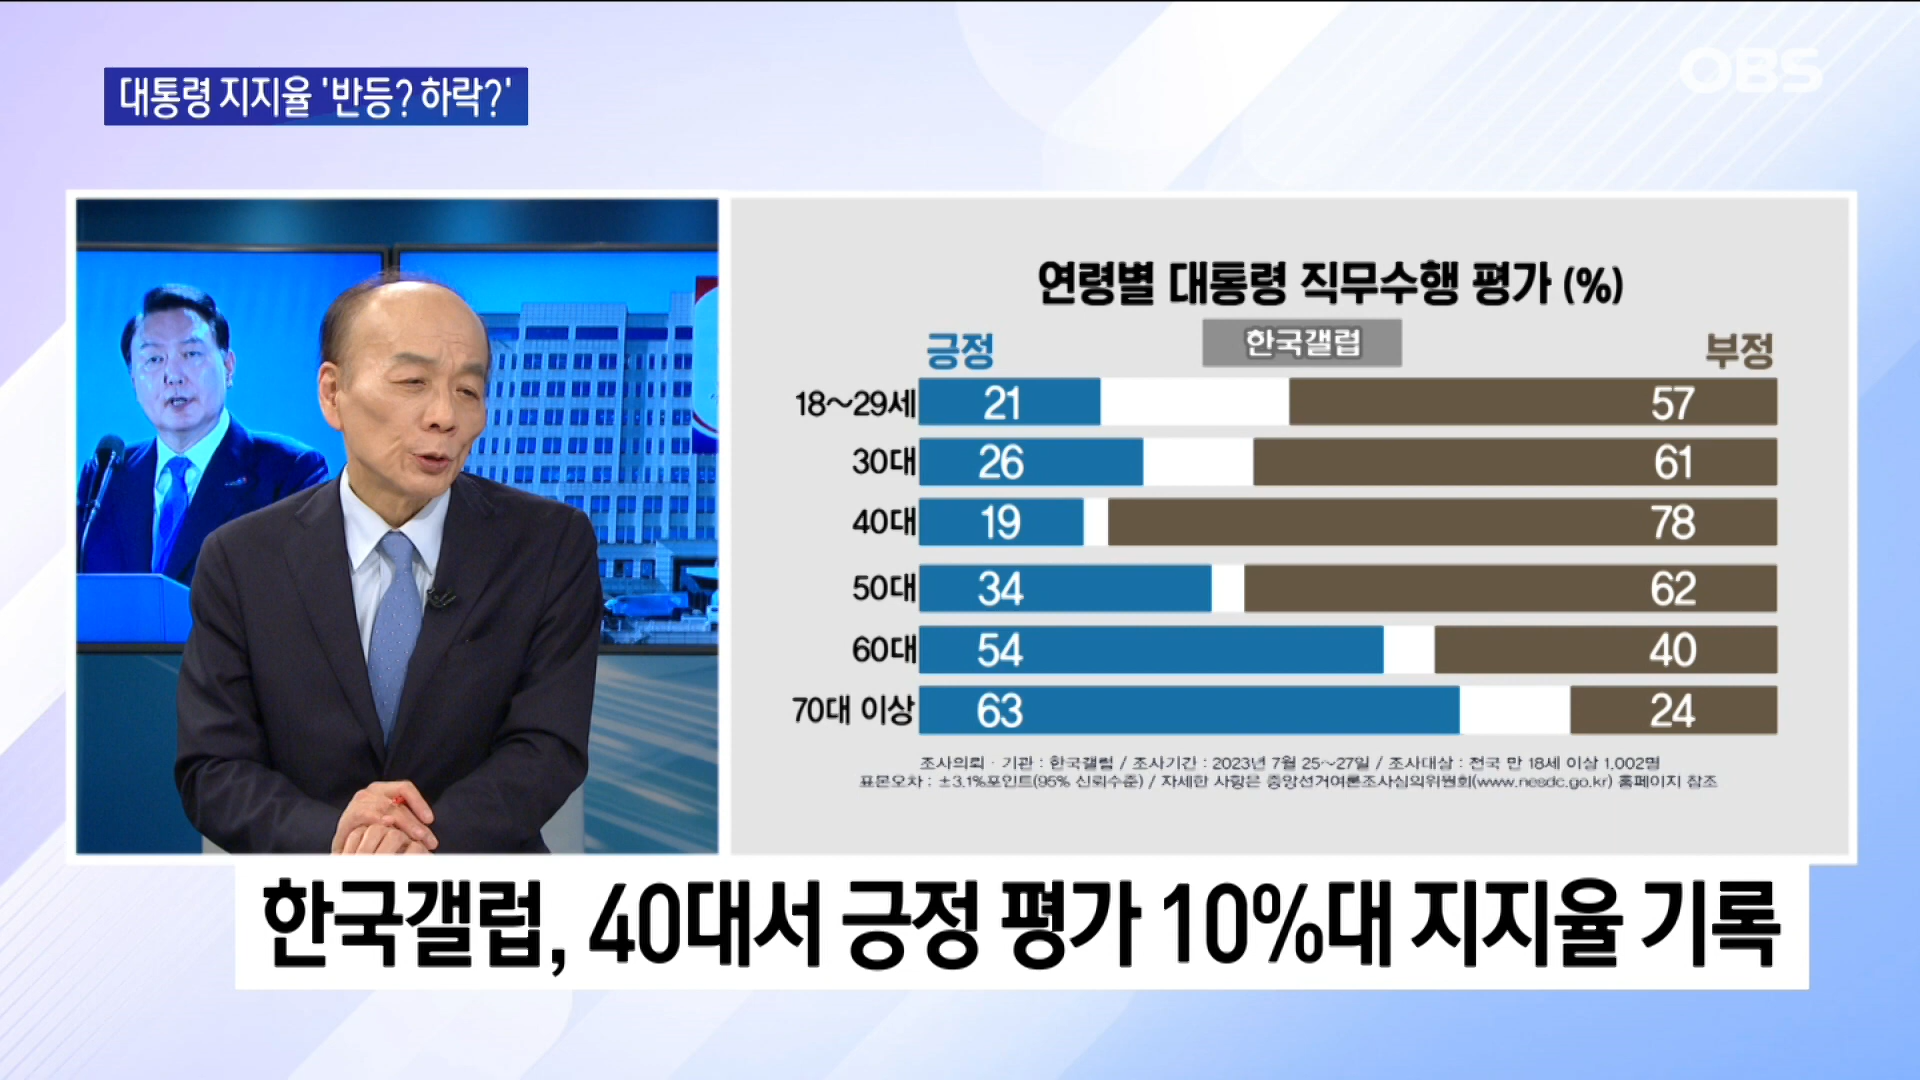 대통령 지지율 '반등? 하락?'
OBS
연령별 대통령 직무수행 평가 (%)
긍정 한국갤럽 부정
18~29세 21 57
30대 26 61
40대 19 78
50대 34 62
60대 54 40
70대 이상 63 24
조사의뢰 · 기관 : 한국갤럽 / 조사기간 : 2023년 7월 25~27일 / 조사대상 : 전국 만 18세 이상 1,002명
표본오차 : ±3.1%포인트(95% 신뢰수준) / 자세한 사항은 중앙선거여론조사심의위원회(www.nesdc.go.kr) 홈페이지 참조
한국갤럽, 40대서 긍정 평가 10%대 지지율 기록